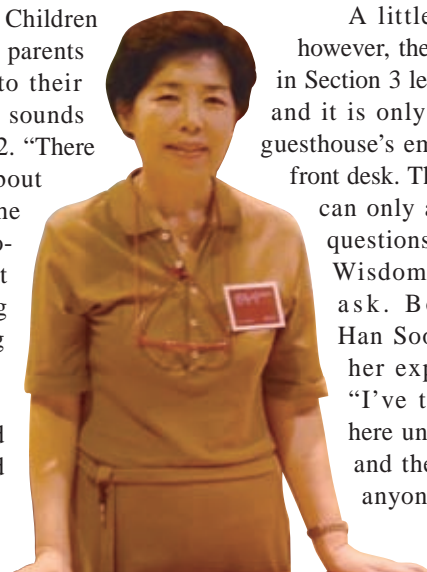 Children
parents
to their
sounds
2. “There
bout
ne
o-
t
g
g
d
d
A little
however, the
in Section 3 le
and it is only
guesthouse’s en
front desk. Th
can only a
questions
Wisdom
ask. Bo
Han Soo
her exp
“I’ve t
here un
and the
anyon